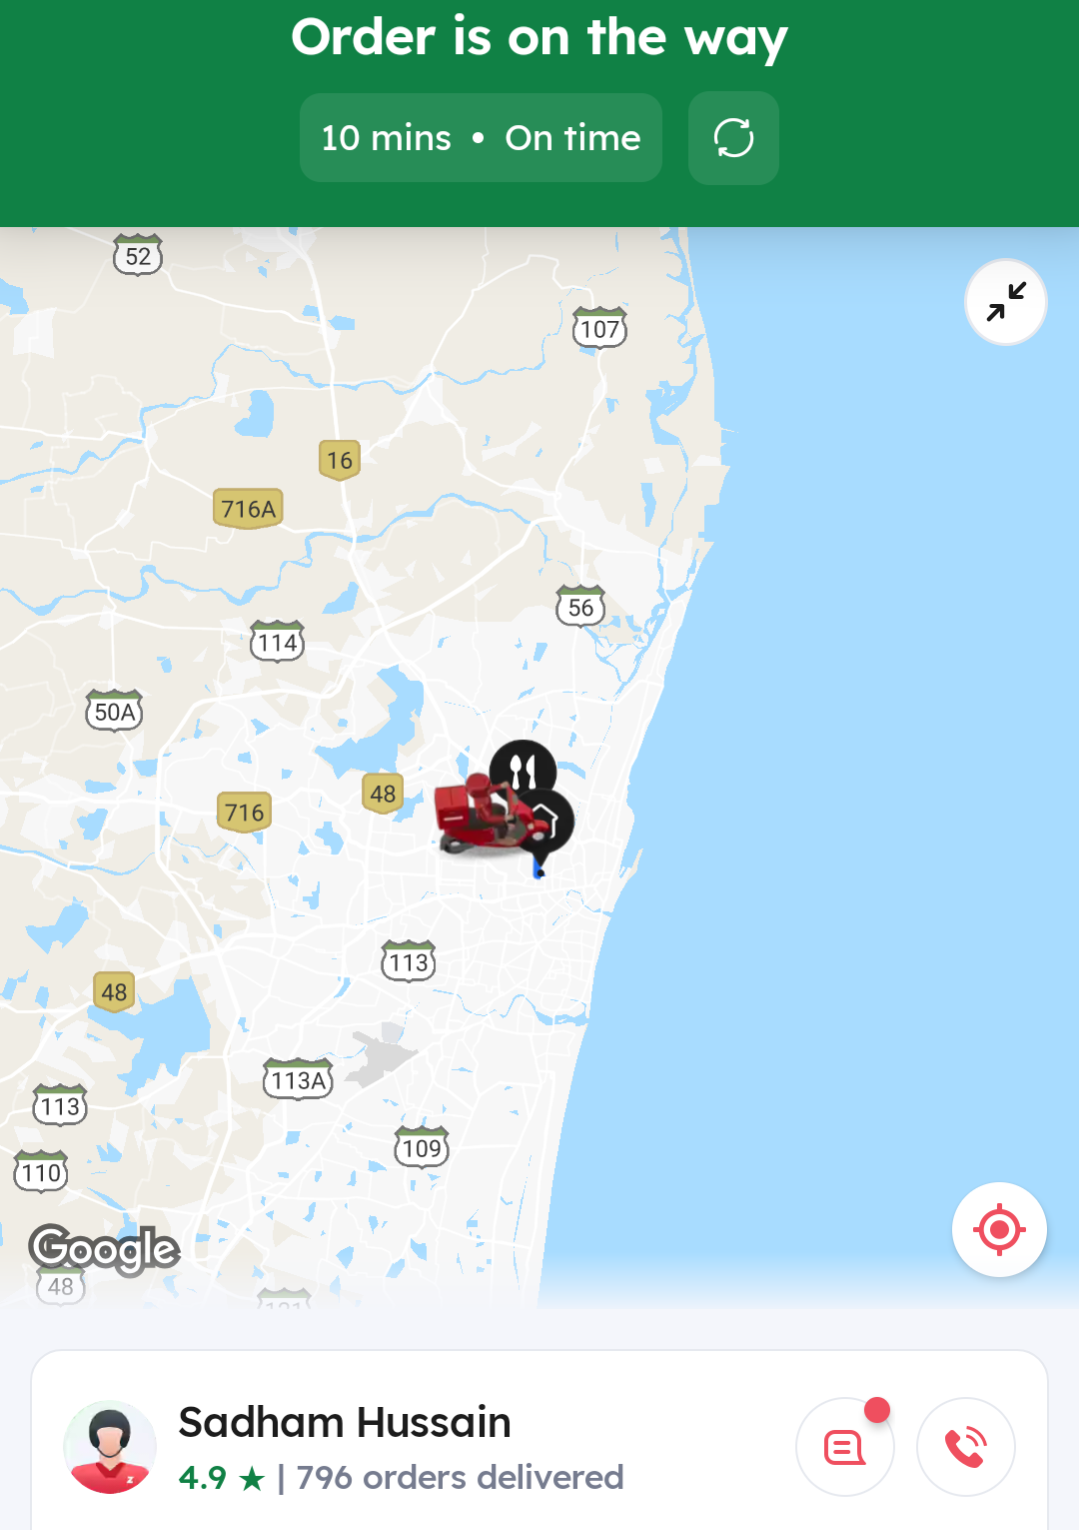 Order is on the way
10 mins • On time
52
107
16
716A
56
114
50A
48
716
113
48
113A
113
109
110
Google
48
Sadham Hussain
4.9 ★ | 796 orders delivered